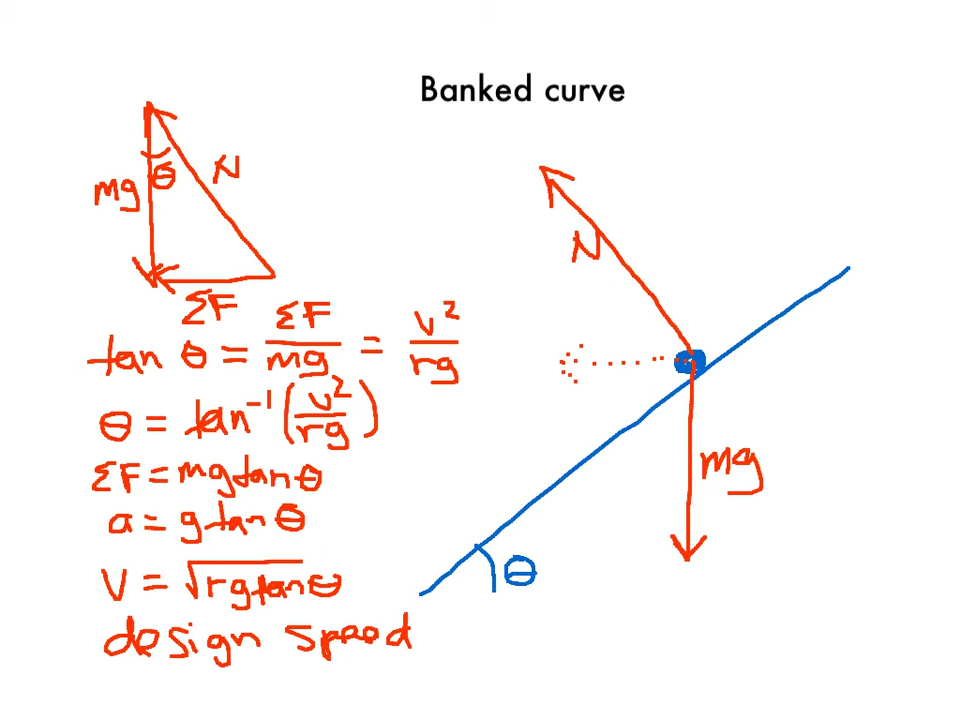 Banked curve
mg θ N
ΣF
tan θ = ΣF/mg = v²/rg
θ = tan⁻¹(v²/rg)
ΣF = mg tan θ
a = g tan θ
V = √rg tan θ
design speed
N
mg
θ